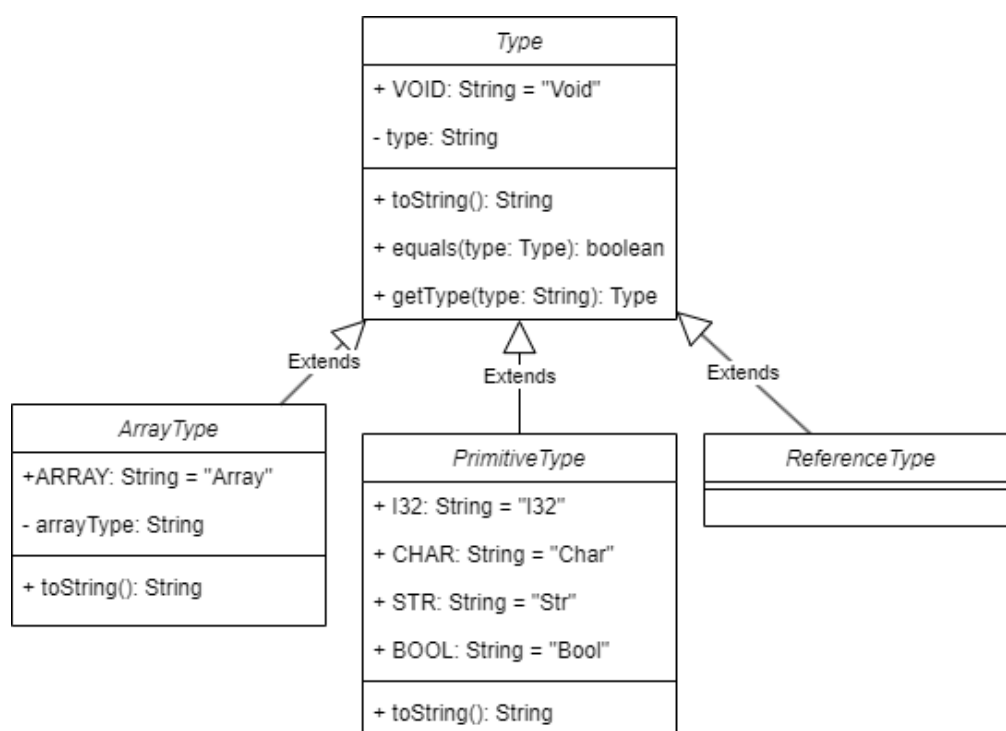 Type
+ VOID: String = "Void"
- type: String
+ toString(): String
+ equals(type: Type): boolean
+ getType(type: String): Type
Extends
Extends
Extends
ArrayType
+ARRAY: String = "Array"
- arrayType: String
+ toString(): String
PrimitiveType
+ I32: String = "I32"
+ CHAR: String = "Char"
+ STR: String = "Str"
+ BOOL: String = "Bool"
+ toString(): String
ReferenceType